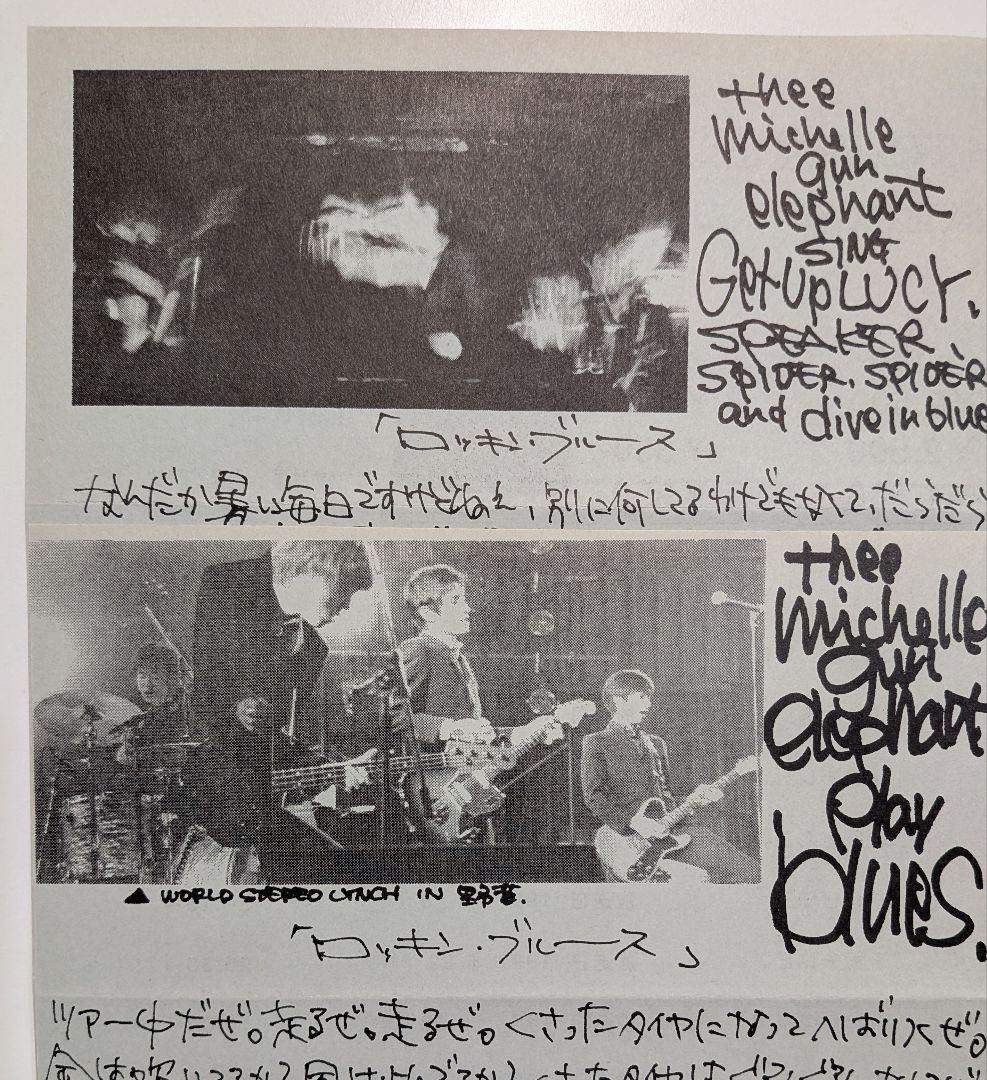 thee
michelle
gun
elephant
SING
Get Up LUCY.
SPEAKER,
SPIDER, SPIDER
and dive in blue
「ロッキン・ブルース」
なんだか暑い毎日ですけどねえ、別に何してるわけでもなくて、だらだら
thee
michelle
gun
elephant
play
blues.
▲ WORLD STEREO LYNCH IN 野音.
「ロッキン・ブルース」
ツアー中だぜ。走るぜ。走るぜ。くさったタイヤになってへばりつくぜ。